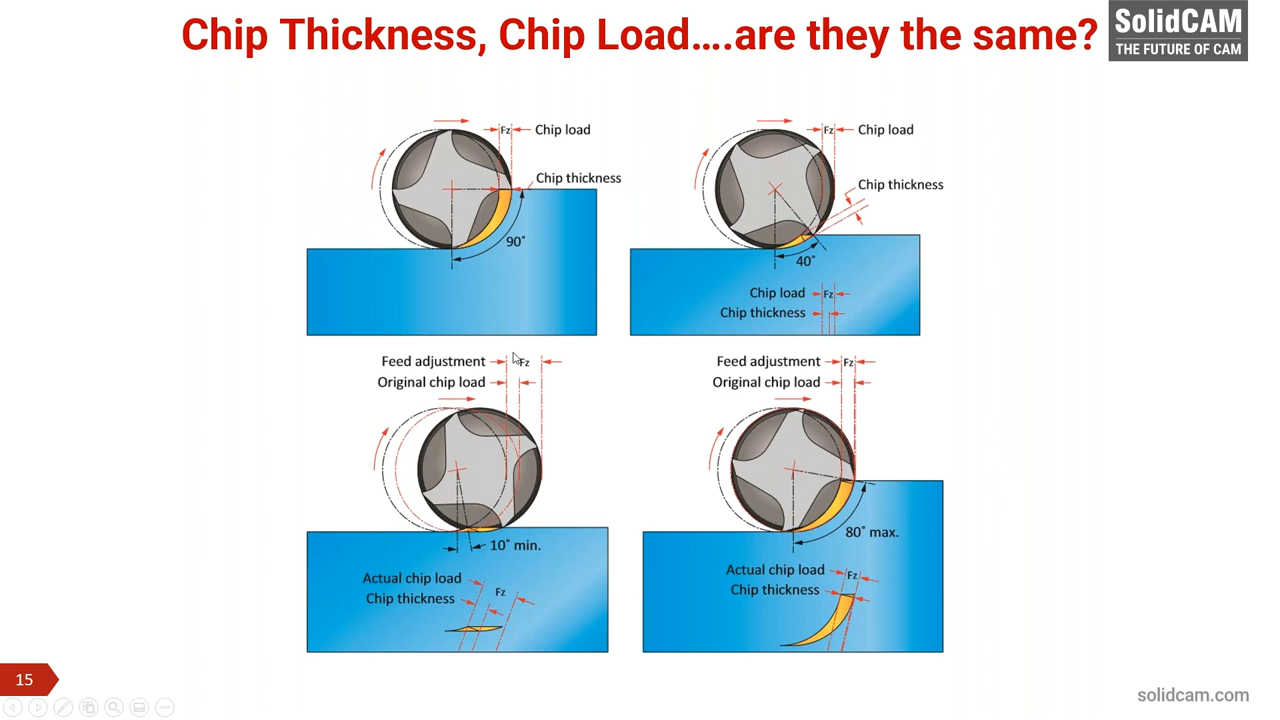 Chip Thickness, Chip Load....are they the same?
SolidCAM
THE FUTURE OF CAM
Fz
Chip load
Chip thickness
90˚
Fz
Chip load
Chip thickness
40˚
Chip load Fz
Chip thickness
Feed adjustment Fz
Original chip load
10˚ min.
Actual chip load
Chip thickness
Fz
Feed adjustment Fz
Original chip load
80˚ max.
Actual chip load Fz
Chip thickness
15
solidcam.com